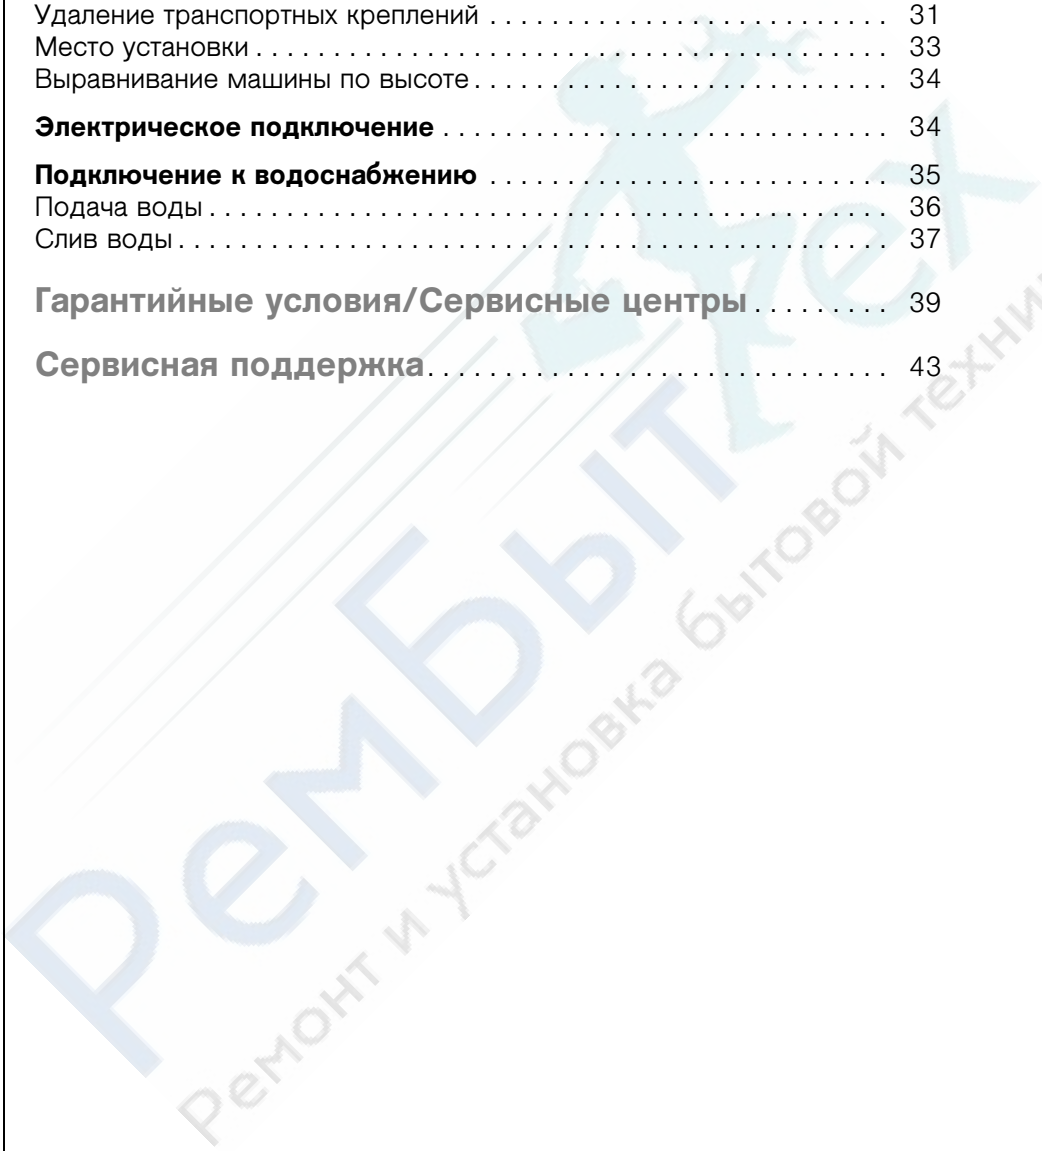 Удаление транспортных креплений . . . . . . . . . . . . . . . . . . . . . . . . . . 31
Место установки . . . . . . . . . . . . . . . . . . . . . . . . . . . . . . . . . . . . . . . . . 33
Выравнивание машины по высоте . . . . . . . . . . . . . . . . . . . . . . . . . . . 34
Электрическое подключение . . . . . . . . . . . . . . . . . . . . . . . . . . . . . 34
Подключение к водоснабжению . . . . . . . . . . . . . . . . . . . . . . . . . . 35
Подача воды . . . . . . . . . . . . . . . . . . . . . . . . . . . . . . . . . . . . . . . . . . . . 36
Слив воды . . . . . . . . . . . . . . . . . . . . . . . . . . . . . . . . . . . . . . . . . . . . . . 37
Гарантийные условия/Сервисные центры . . . . . . . . . 39
Сервисная поддержка . . . . . . . . . . . . . . . . . . . . . . . . . . . . . . 43
РемБытТех
Ремонт и установка бытовой техни